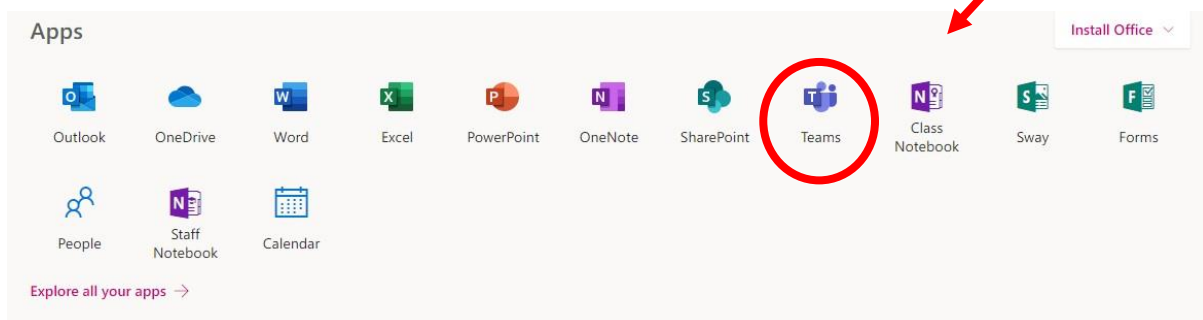 Apps
Install Office
Outlook
OneDrive
Word
Excel
PowerPoint
OneNote
SharePoint
Teams
Class
Notebook
Sway
Forms
People
Staff
Notebook
Calendar
Explore all your apps →